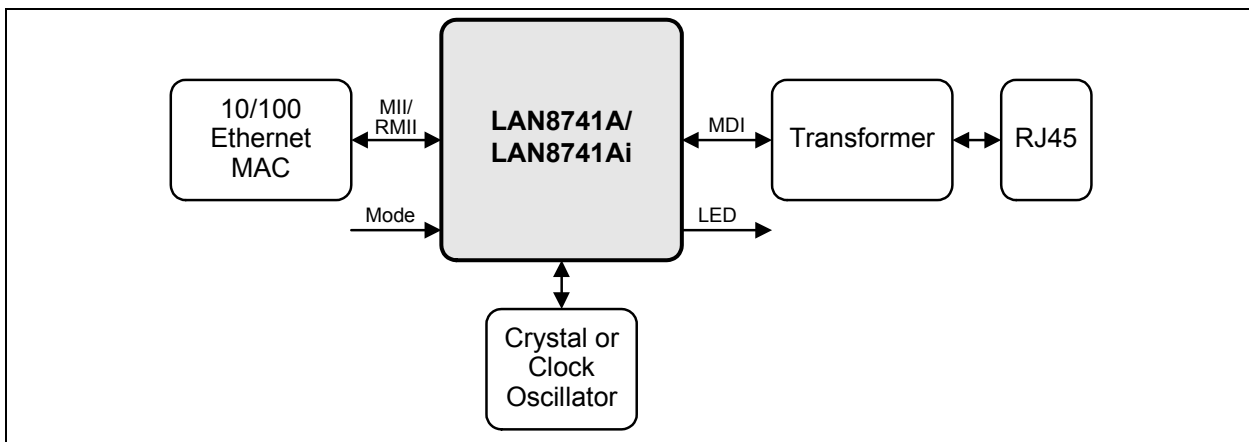 10/100
Ethernet
MAC
MII/
RMII
Mode
LAN8741A/
LAN8741Ai
MDI
LED
Transformer
RJ45
Crystal or
Clock
Oscillator